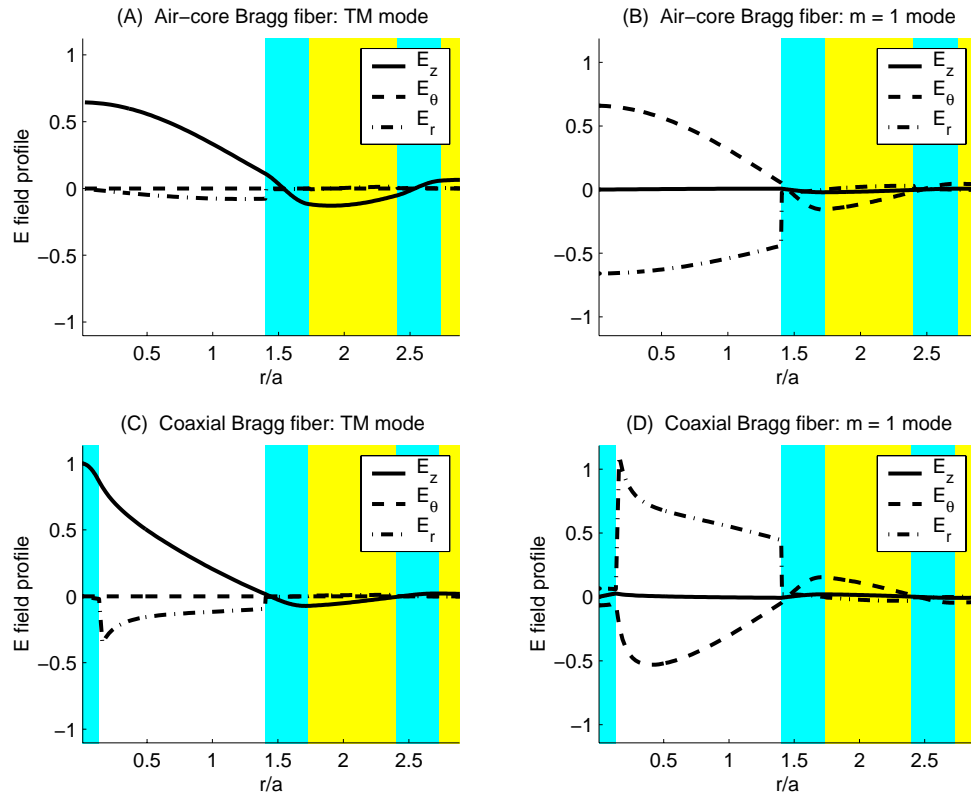 (A) Air-core Bragg fiber: TM mode
1
0.5
0
−0.5
−1
0.5 1 1.5 2 2.5
r/a
E field profile
E_z
E_θ
E_r
(B) Air-core Bragg fiber: m = 1 mode
1
0.5
0
−0.5
−1
0.5 1 1.5 2 2.5
r/a
E field profile
E_z
E_θ
E_r
(C) Coaxial Bragg fiber: TM mode
1
0.5
0
−0.5
−1
0.5 1 1.5 2 2.5
r/a
E field profile
E_z
E_θ
E_r
(D) Coaxial Bragg fiber: m = 1 mode
1
0.5
0
−0.5
−1
0.5 1 1.5 2 2.5
r/a
E field profile
E_z
E_θ
E_r